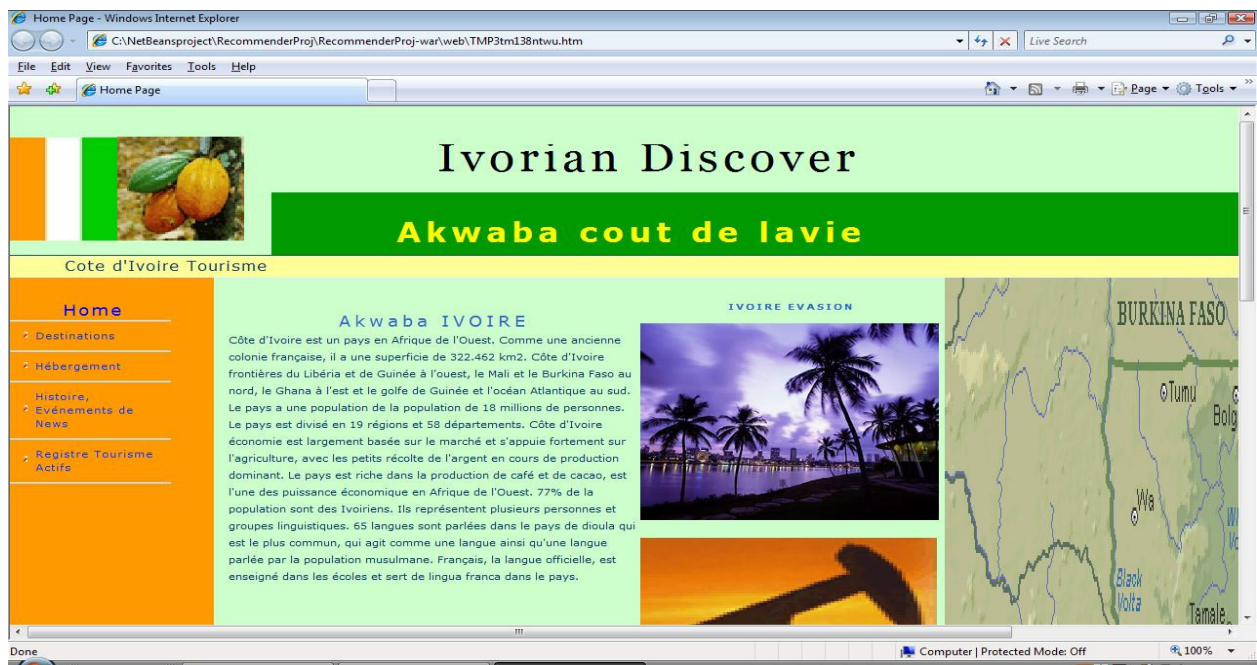 Home Page - Windows Internet Explorer
C:\NetBeansproject\RecommenderProj\RecommenderProj-war\web\TMP3tm138ntwu.htm
Live Search
File Edit View Favorites Tools Help
Home Page
Page Tools
Ivorian Discover
Akwaba cout de lavie
Cote d'Ivoire Tourisme
Home
Destinations
Hébergement
Histoire,
Evénements de
News
Registre Tourisme
Actifs
Akwaba IVOIRE
Côte d'Ivoire est un pays en Afrique de l'Ouest. Comme une ancienne
colonie française, il a une superficie de 322.462 km2. Côte d'Ivoire
frontières du Libéria et de Guinée à l'ouest, le Mali et le Burkina Faso au
nord, le Ghana à l'est et le golfe de Guinée et l'océan Atlantique au sud.
Le pays a une population de la population de 18 millions de personnes.
Le pays est divisé en 19 régions et 58 départements. Côte d'Ivoire
économie est largement basée sur le marché et s'appuie fortement sur
l'agriculture, avec les petits récolte de l'argent en cours de production
dominant. Le pays est riche dans la production de café et de cacao, est
l'une des puissance économique en Afrique de l'Ouest. 77% de la
population sont des Ivoiriens. Ils représentent plusieurs personnes et
groupes linguistiques. 65 langues sont parlées dans le pays de dioula qui
est le plus commun, qui agit comme une langue ainsi qu'une langue
parlée par la population musulmane. Français, la langue officielle, est
enseigné dans les écoles et sert de lingua franca dans le pays.
IVOIRE EVASION
BURKINA FASO
Tumu
Bolg
Wa
Black
Volta
Tamale
Done
Computer | Protected Mode: Off
100%